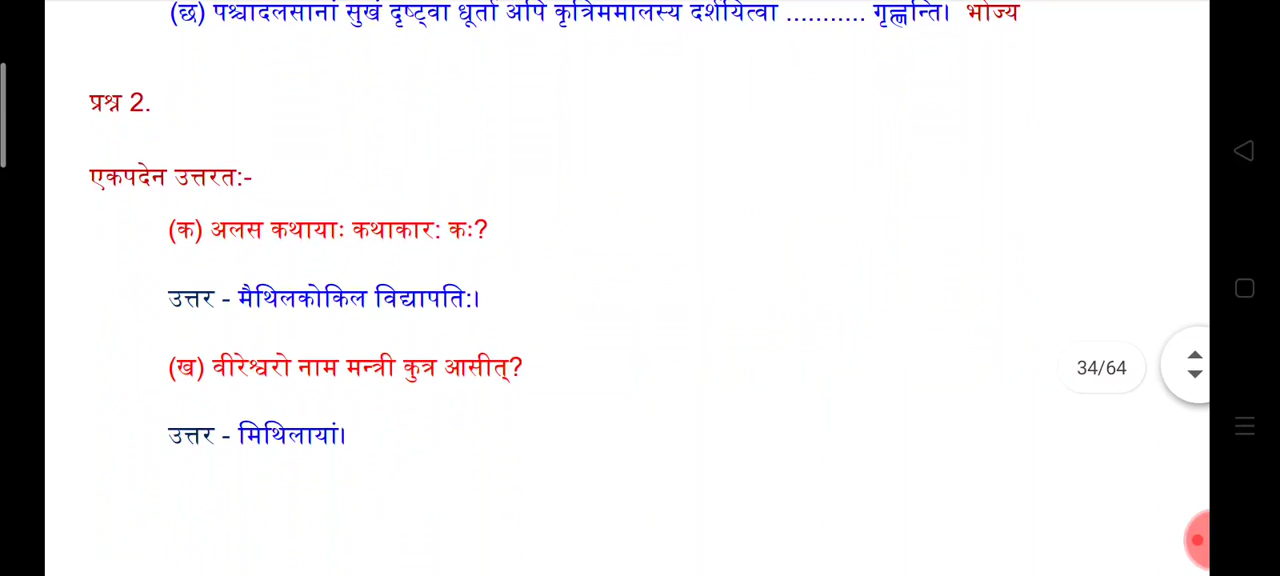 (छ) पश्चादलसानां सुखं दृष्ट्वा धूर्ता अपि कृत्रिममालस्य दर्शयित्वा ........... गृह्णन्ति। भोज्य
प्रश्न 2.
एकपदेन उत्तरत:-
(क) अलस कथायाः कथाकार: कः?
उत्तर - मैथिलकोकिल विद्यापति:।
(ख) वीरेश्वरो नाम मन्त्री कुत्र आसीत्?
34/64
उत्तर - मिथिलायां।